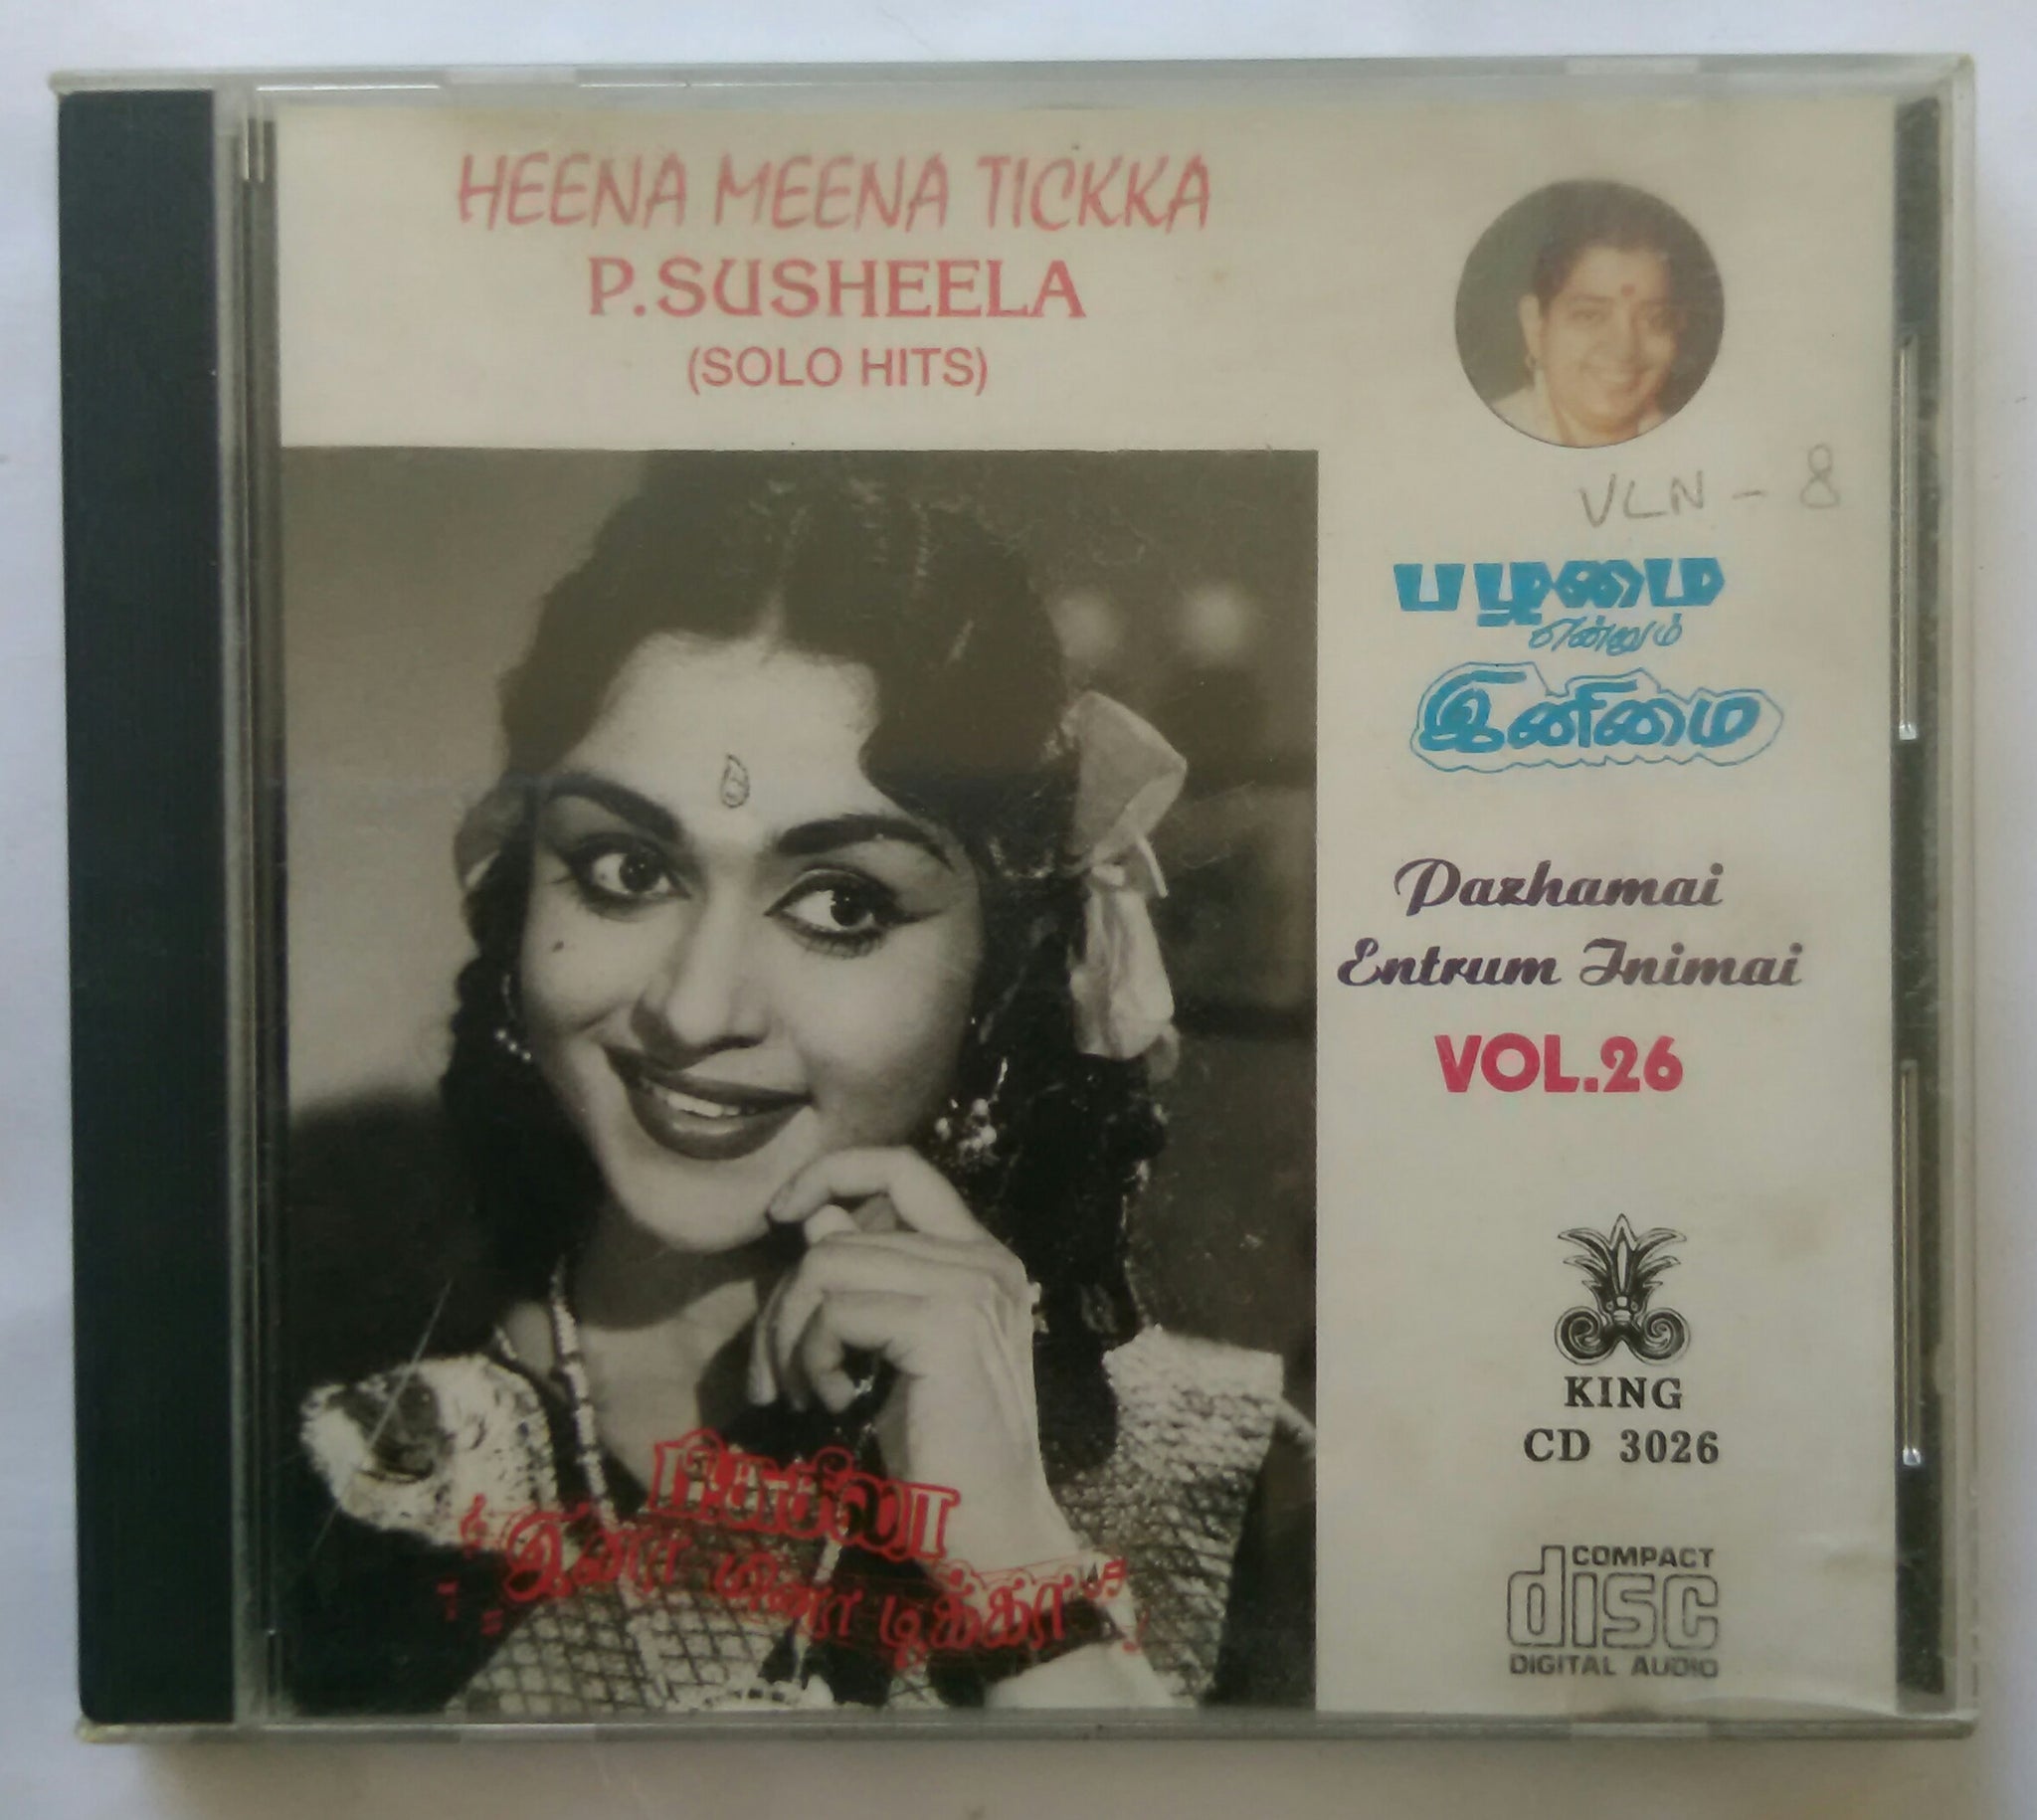 HEENA MEENA TICKKA
P.SUSHEELA
(SOLO HITS)
VLN - 8
பழமை
என்னும்
இனிமை
Pazhamai
Entrum Inimai
VOL.26
KING
CD 3026
பி.சுசீலா
இனா மினா டிக்கா
COMPACT
disc
DIGITAL AUDIO